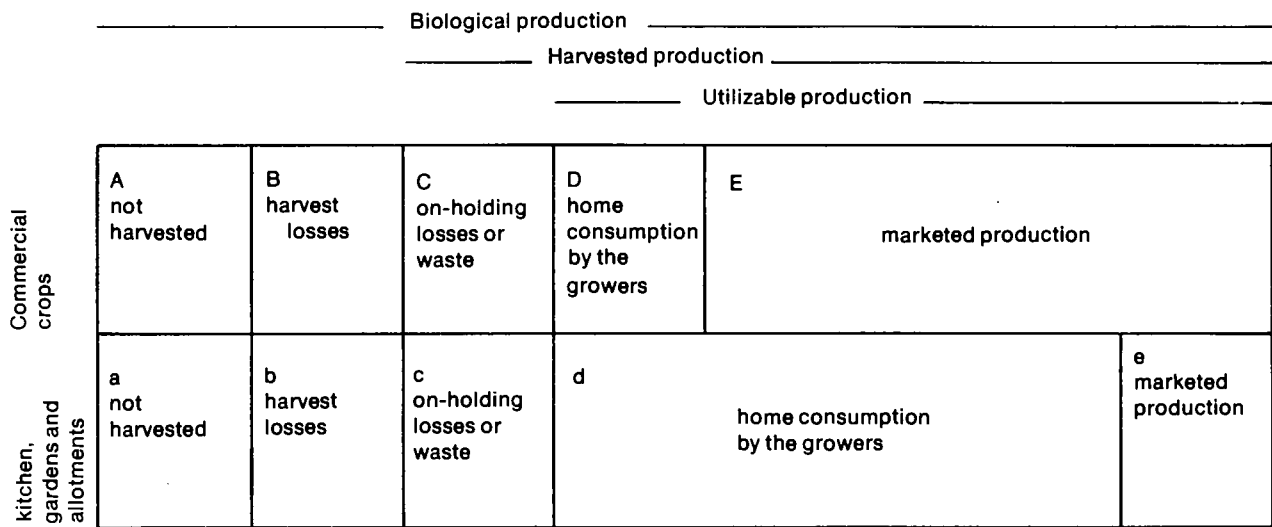 Biological production
Harvested production
Utilizable production
Commercial
crops
A
not
harvested
B
harvest
losses
C
on-holding
losses or
waste
D
home
consumption
by the
growers
E
marketed production
kitchen,
gardens and
allotments
a
not
harvested
b
harvest
losses
c
on-holding
losses or
waste
d
home consumption
by the growers
e
marketed
production